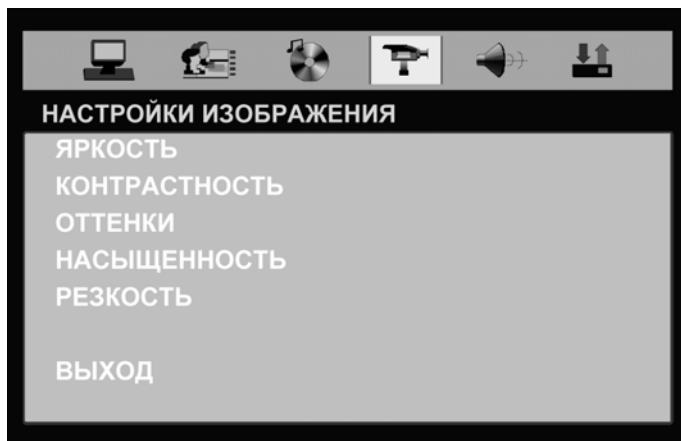 НАСТРОЙКИ ИЗОБРАЖЕНИЯ
ЯРКОСТЬ
КОНТРАСТНОСТЬ
ОТТЕНКИ
НАСЫЩЕННОСТЬ
РЕЗКОСТЬ
ВЫХОД